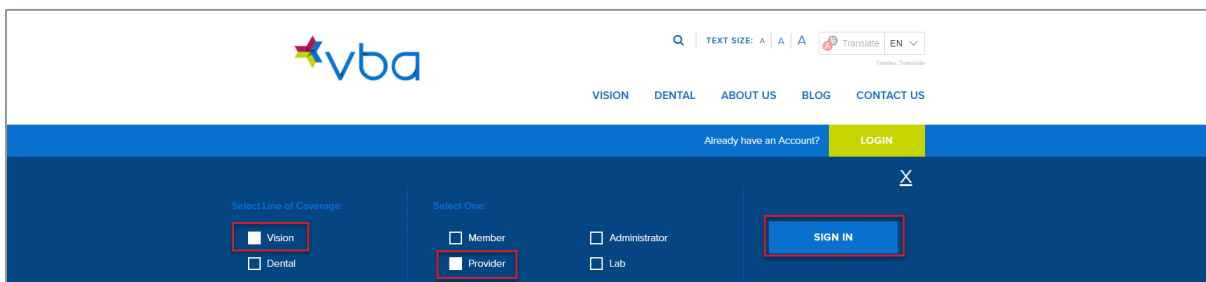 vba
TEXT SIZE: A A A
Translate EN
Yandex.Translate
VISION DENTAL ABOUT US BLOG CONTACT US
Already have an Account? LOGIN
X
Select Line of Coverage: Select One:
Vision Member Administrator SIGN IN
Dental Provider Lab